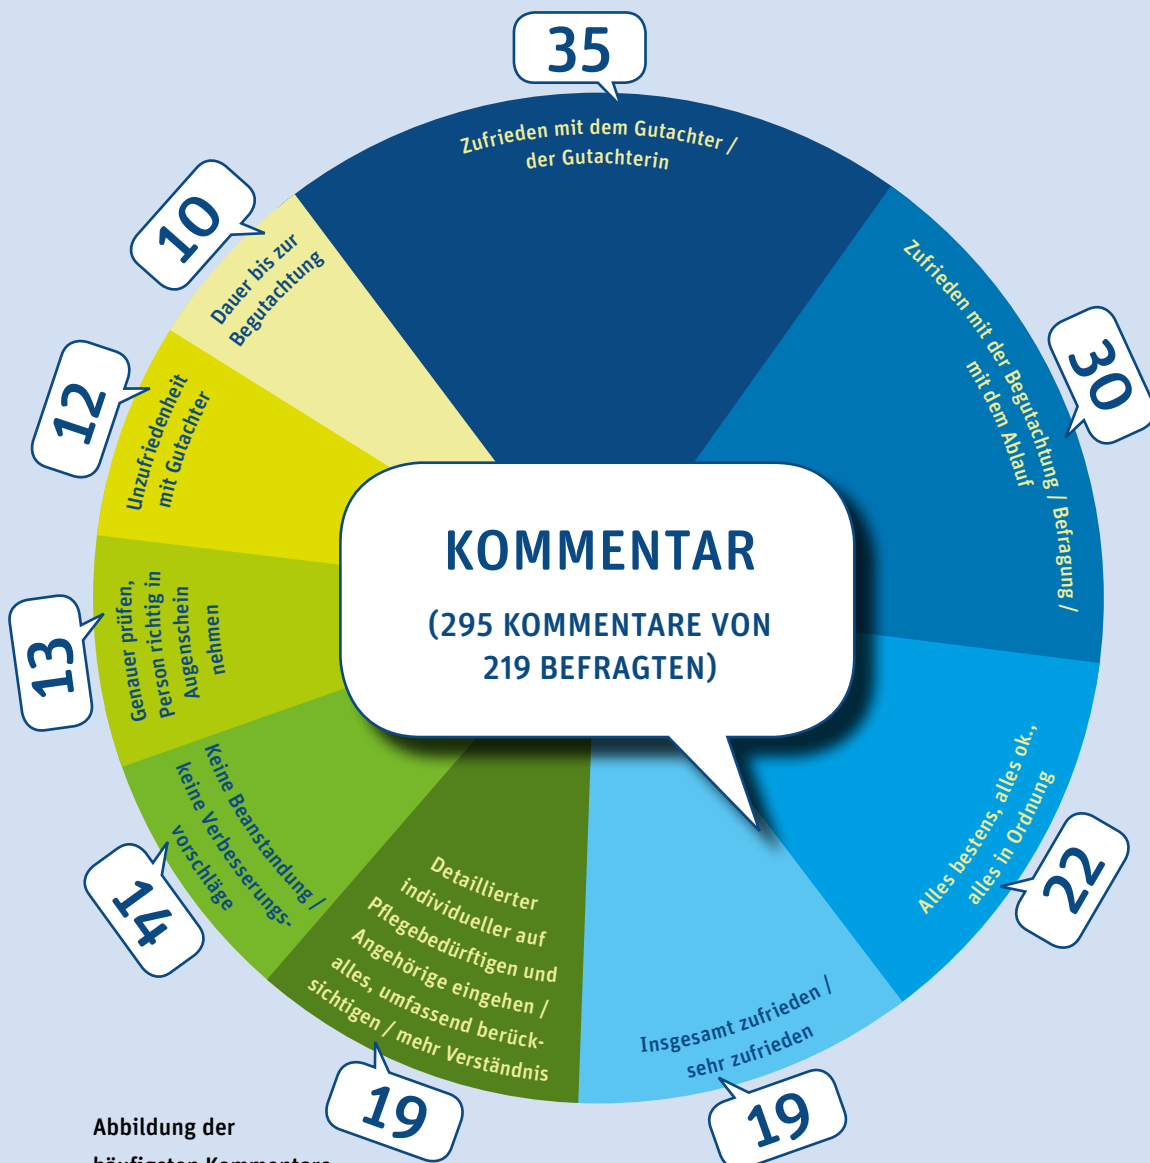 35
Zufrieden mit dem Gutachter /
der Gutachterin
30
Zufrieden mit der Begutachtung / Befragung /
mit dem Ablauf
22
Alles bestens, alles ok.,
alles in Ordnung
19
Insgesamt zufrieden /
sehr zufrieden
19
Detaillierter
individueller auf
Pflegebedürftigen und
Angehörige eingehen /
alles, umfassend berück-
sichtigen / mehr Verständnis
14
Keine Beanstandung /
keine Verbesserungs-
vorschläge
13
Genauer prüfen,
Person richtig in
Augenschein
nehmen
12
Unzufriedenheit
mit Gutachter
10
Dauer bis zur
Begutachtung
KOMMENTAR
(295 KOMMENTARE VON
219 BEFRAGTEN)
Abbildung der
häufigsten Kommentare